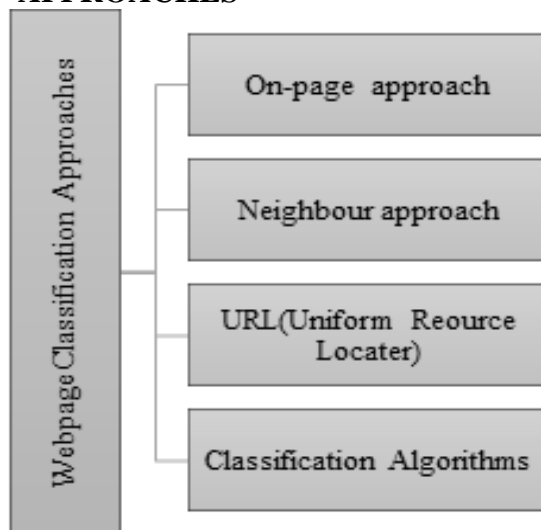 APPROACHES
Webpage Classification Approaches
On-page approach
Neighbour approach
URL(Uniform Reource
Locater)
Classification Algorithms